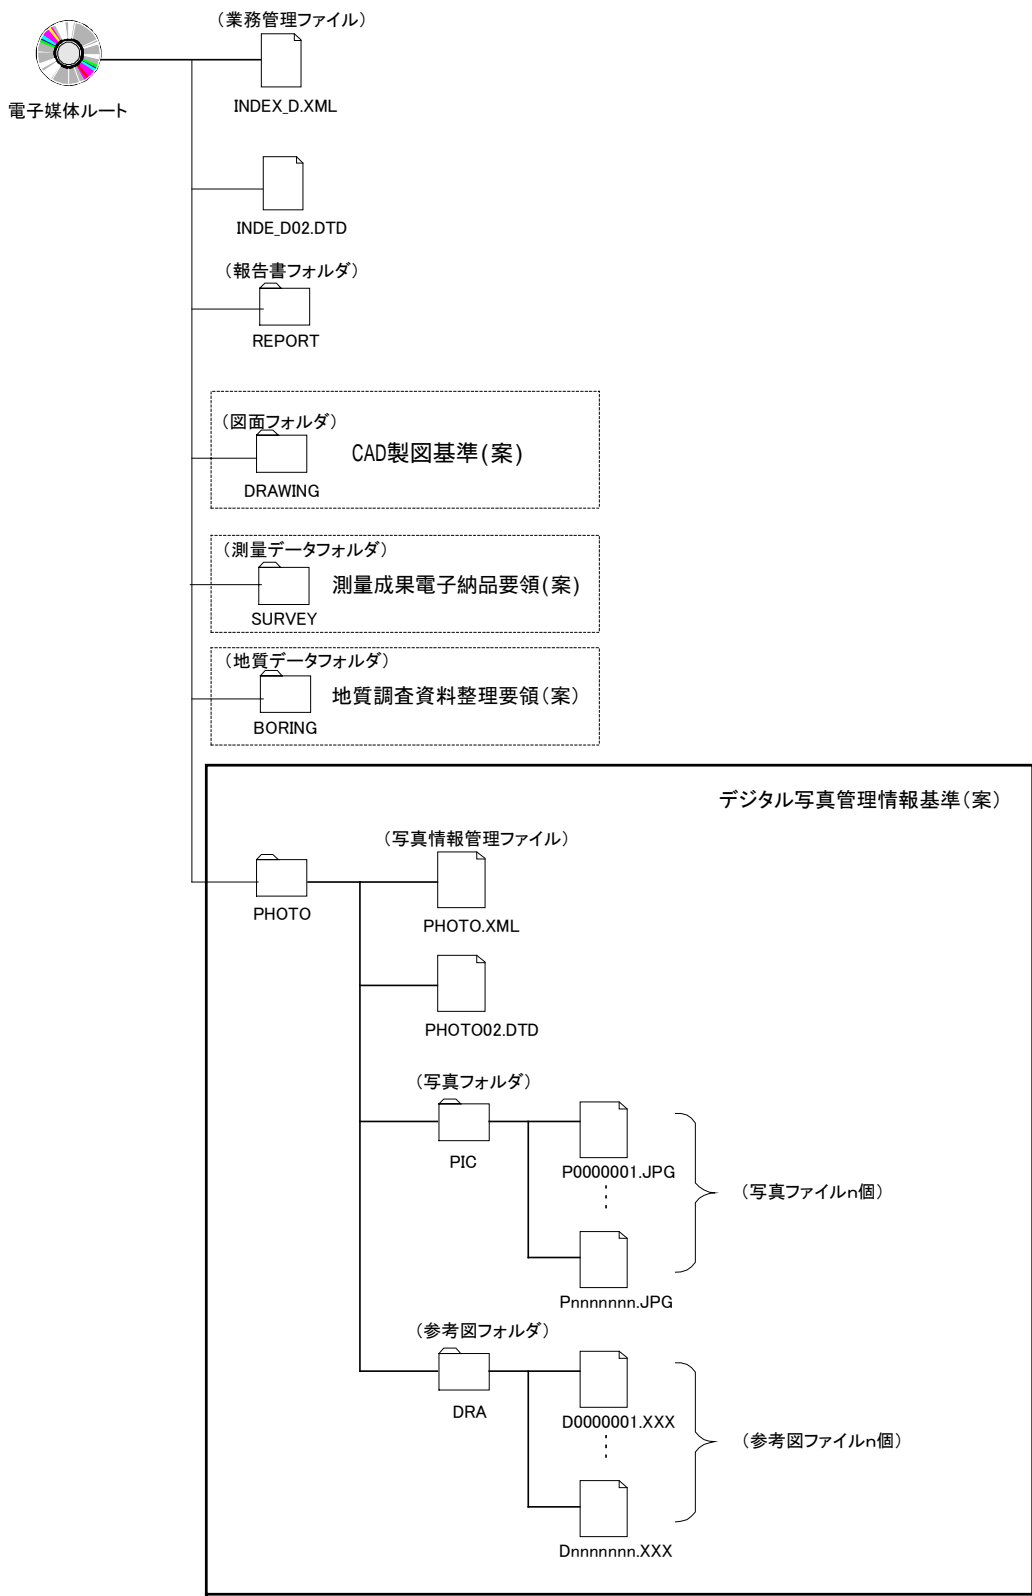 （業務管理ファイル）
電子媒体ルート
INDEX_D.XML
INDE_D02.DTD
（報告書フォルダ）
REPORT
（図面フォルダ）
CAD製図基準(案)
DRAWING
（測量データフォルダ）
測量成果電子納品要領(案)
SURVEY
（地質データフォルダ）
地質調査資料整理要領(案)
BORING
デジタル写真管理情報基準(案)
（写真情報管理ファイル）
PHOTO
PHOTO.XML
PHOTO02.DTD
（写真フォルダ）
PIC
P0000001.JPG
（写真ファイルｎ個）
Pnnnnnnn.JPG
（参考図フォルダ）
DRA
D0000001.XXX
（参考図ファイルｎ個）
Dnnnnnnn.XXX